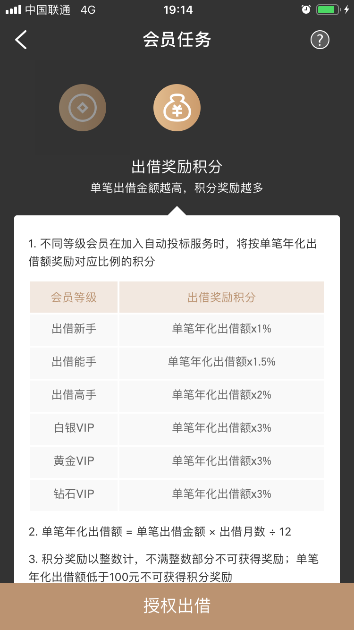 中国联通 4G 19:14
会员任务 ?
出借奖励积分
单笔出借金额越高，积分奖励越多
1. 不同等级会员在加入自动投标服务时，将按单笔年化出
借额奖励对应比例的积分
会员等级 出借奖励积分
出借新手 单笔年化出借额x1%
出借能手 单笔年化出借额x1.5%
出借高手 单笔年化出借额x2%
白银VIP 单笔年化出借额x3%
黄金VIP 单笔年化出借额x3%
钻石VIP 单笔年化出借额x3%
2. 单笔年化出借额 = 单笔出借金额 × 出借月数 ÷ 12
3. 积分奖励以整数计，不满整数部分不可获得奖励；单笔
年化出借额低于100元不可获得积分奖励
授权出借